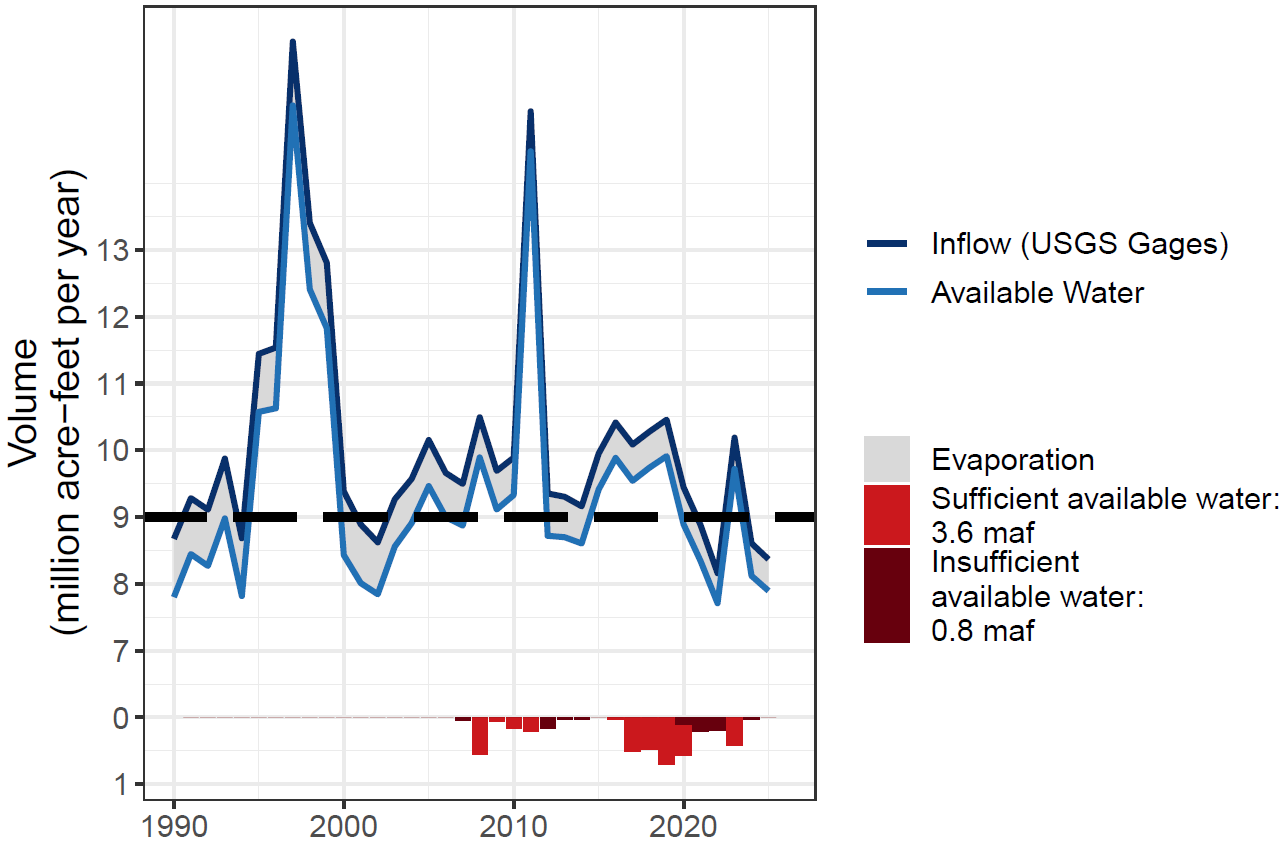 Volume
(million acre−feet per year)
13
12
11
10
9
8
7
0
1
1990
2000
2010
2020
Inflow (USGS Gages)
Available Water
Evaporation
Sufficient available water:
3.6 maf
Insufficient
available water:
0.8 maf